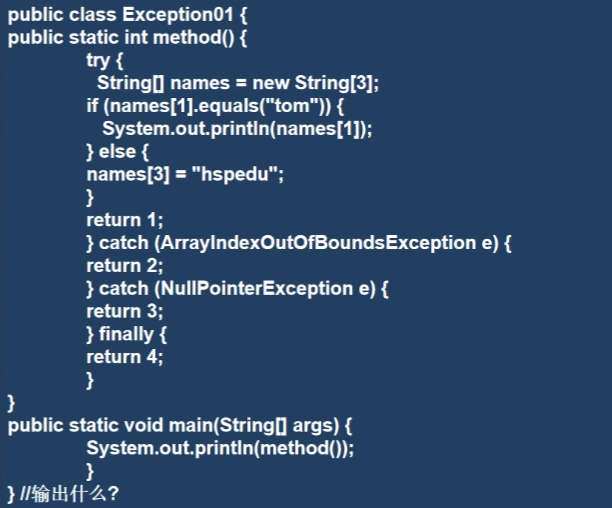 public class Exception01 {
public static int method() {
try {
String[] names = new String[3];
if (names[1].equals("tom")) {
System.out.println(names[1]);
} else {
names[3] = "hspedu";
}
return 1;
} catch (ArrayIndexOutOfBoundsException e) {
return 2;
} catch (NullPointerException e) {
return 3;
} finally {
return 4;
}
}
public static void main(String[] args) {
System.out.println(method());
}
} //输出什么?